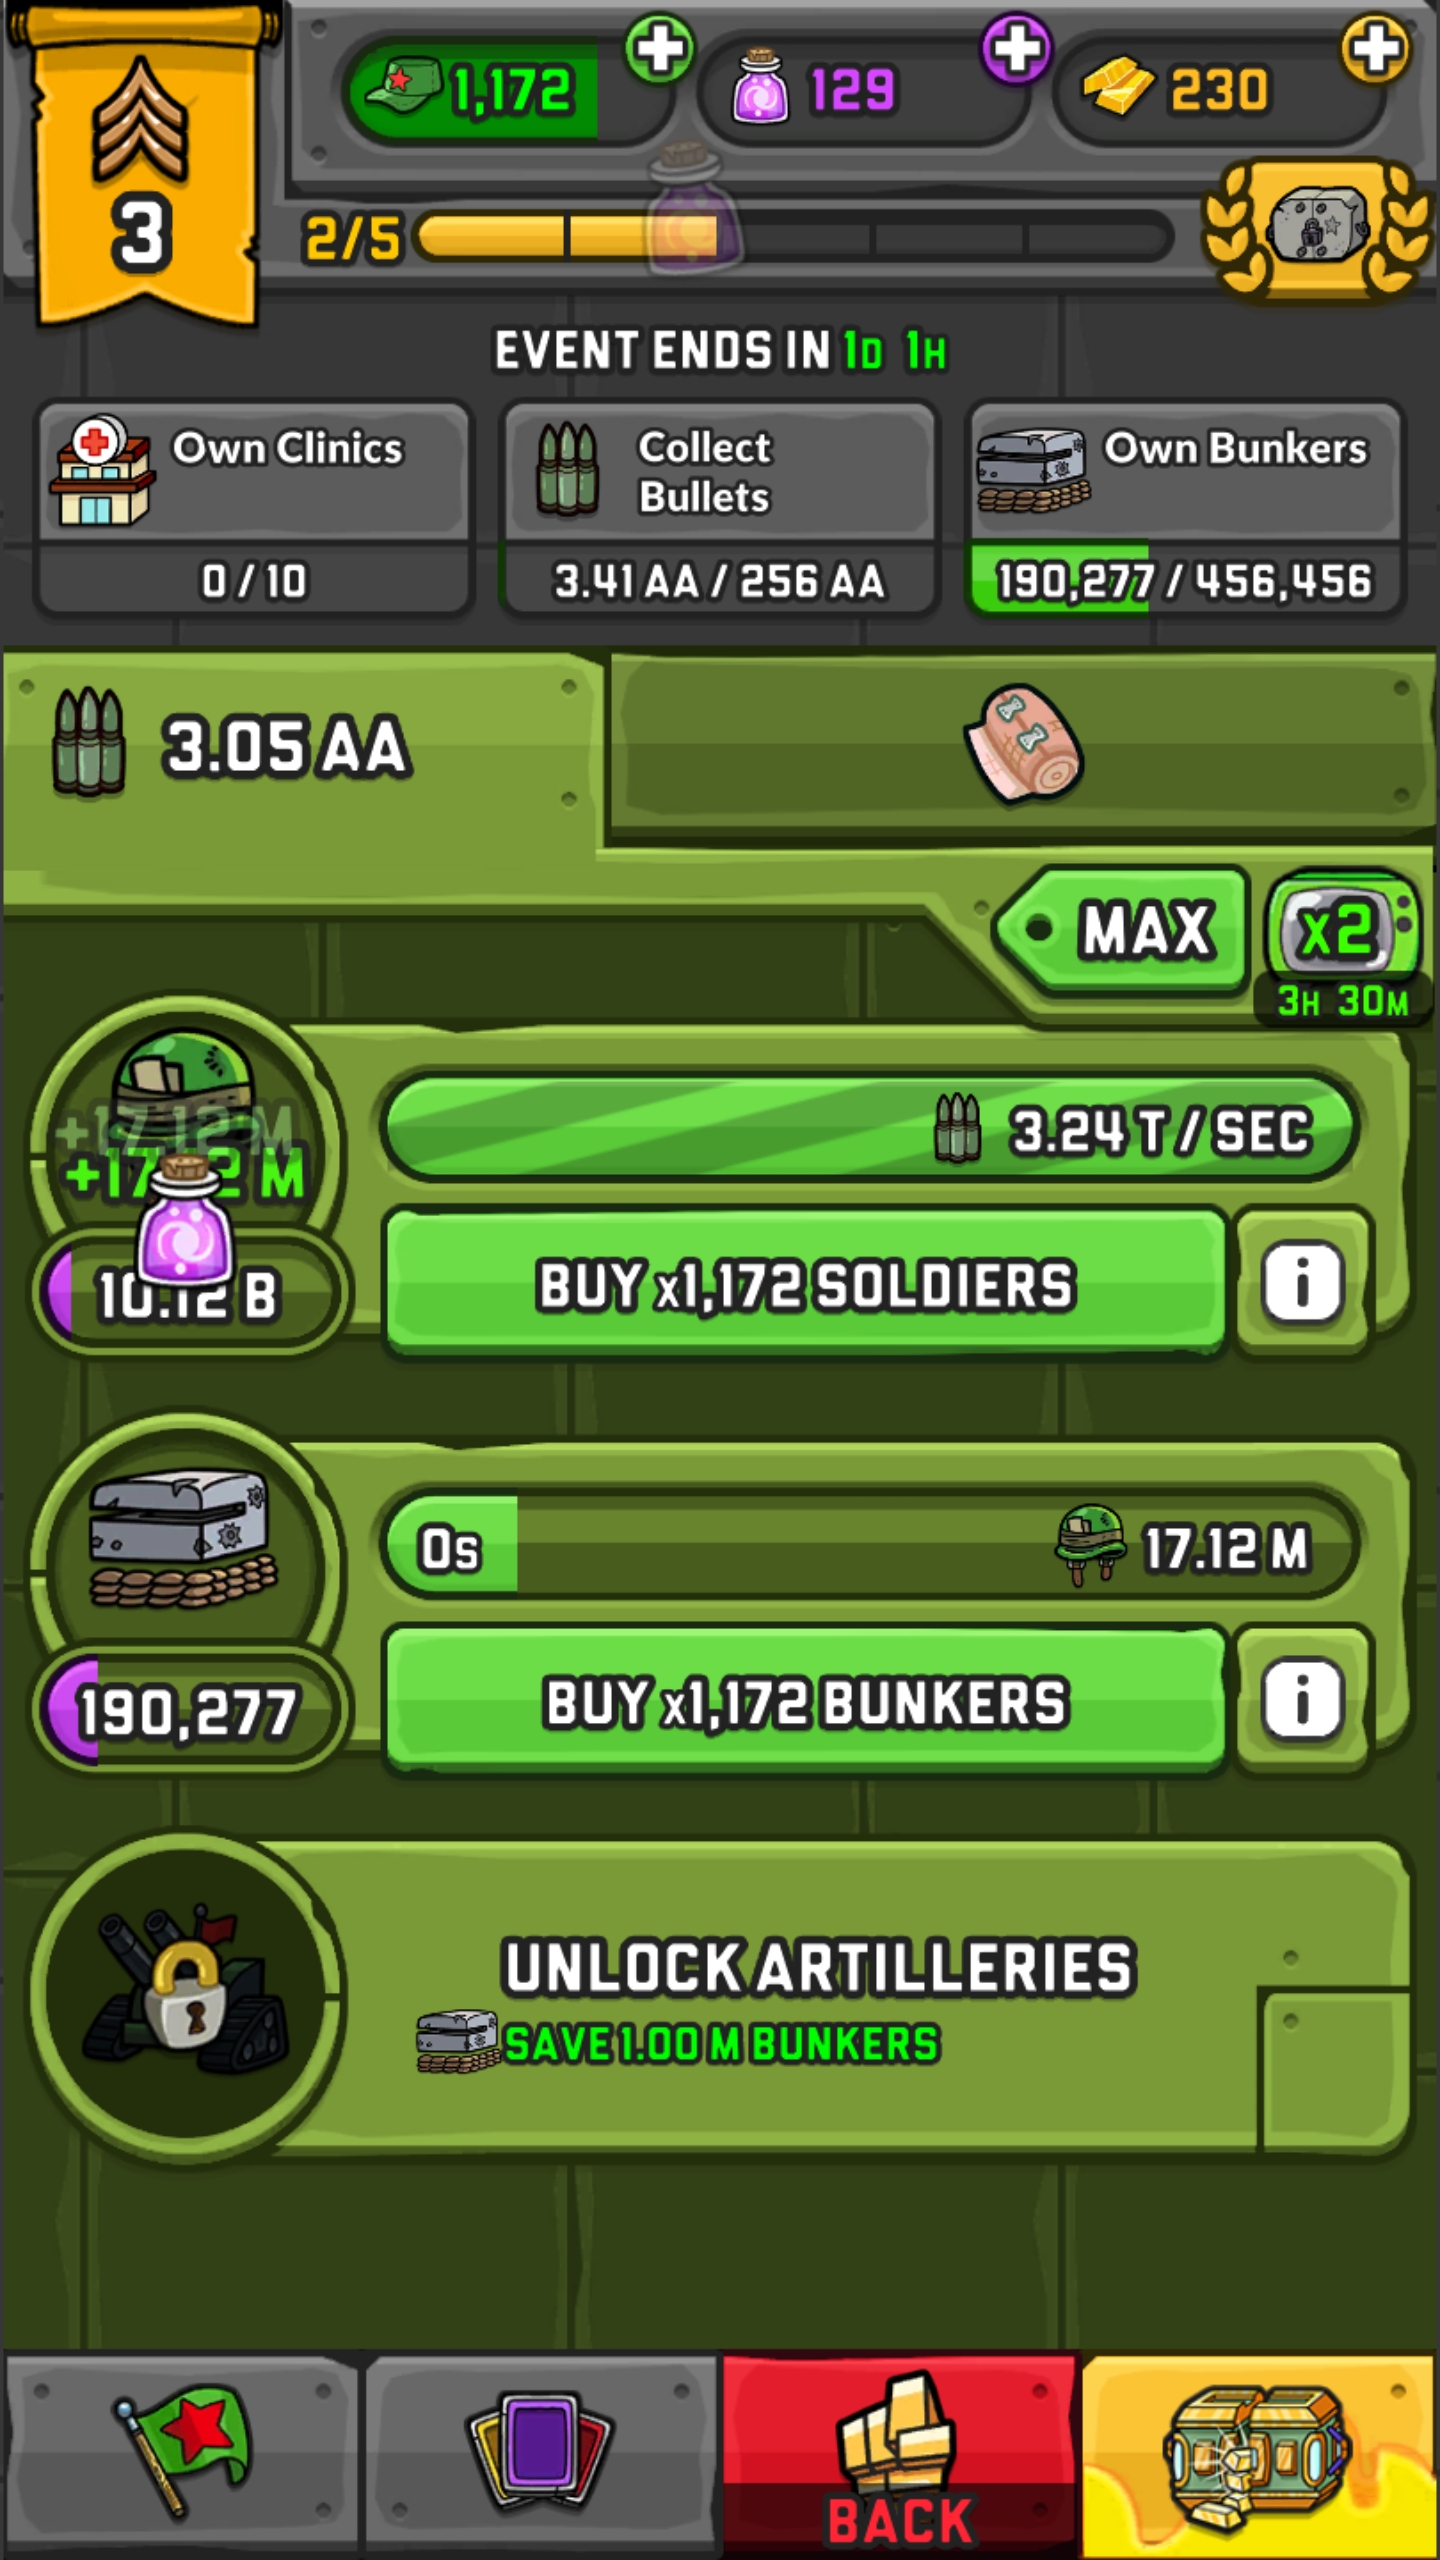 1,172
129
230
3
2/5
EVENT ENDS IN 1D 1H
Own Clinics
0 / 10
Collect
Bullets
3.41 AA / 256 AA
Own Bunkers
190,277 / 456,456
3.05 AA
MAX
x2
3H 30M
+17.12 M
3.24 T / SEC
10.12 B
BUY x1,172 SOLDIERS
i
0s
17.12 M
190,277
BUY x1,172 BUNKERS
i
UNLOCK ARTILLERIES
SAVE 1.00 M BUNKERS
BACK